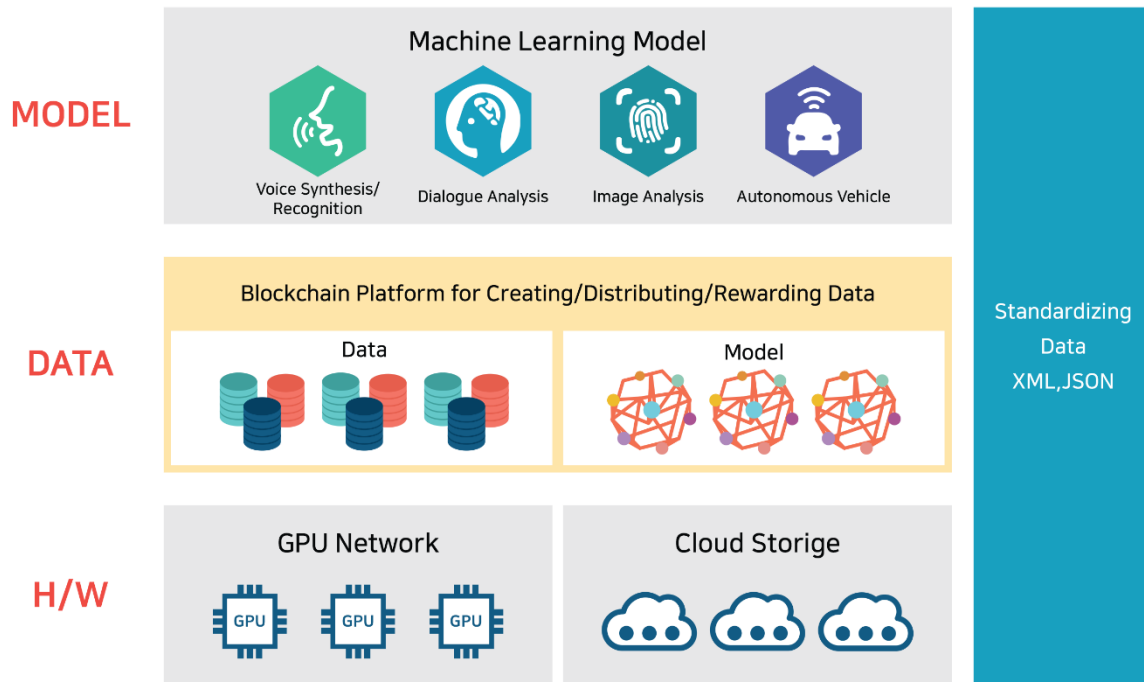 Machine Learning Model
MODEL
Voice Synthesis/
Recognition
Dialogue Analysis
Image Analysis
Autonomous Vehicle
Blockchain Platform for Creating/Distributing/Rewarding Data
DATA
Data
Model
Standardizing
Data
XML,JSON
H/W
GPU Network
GPU
GPU
GPU
Cloud Storige